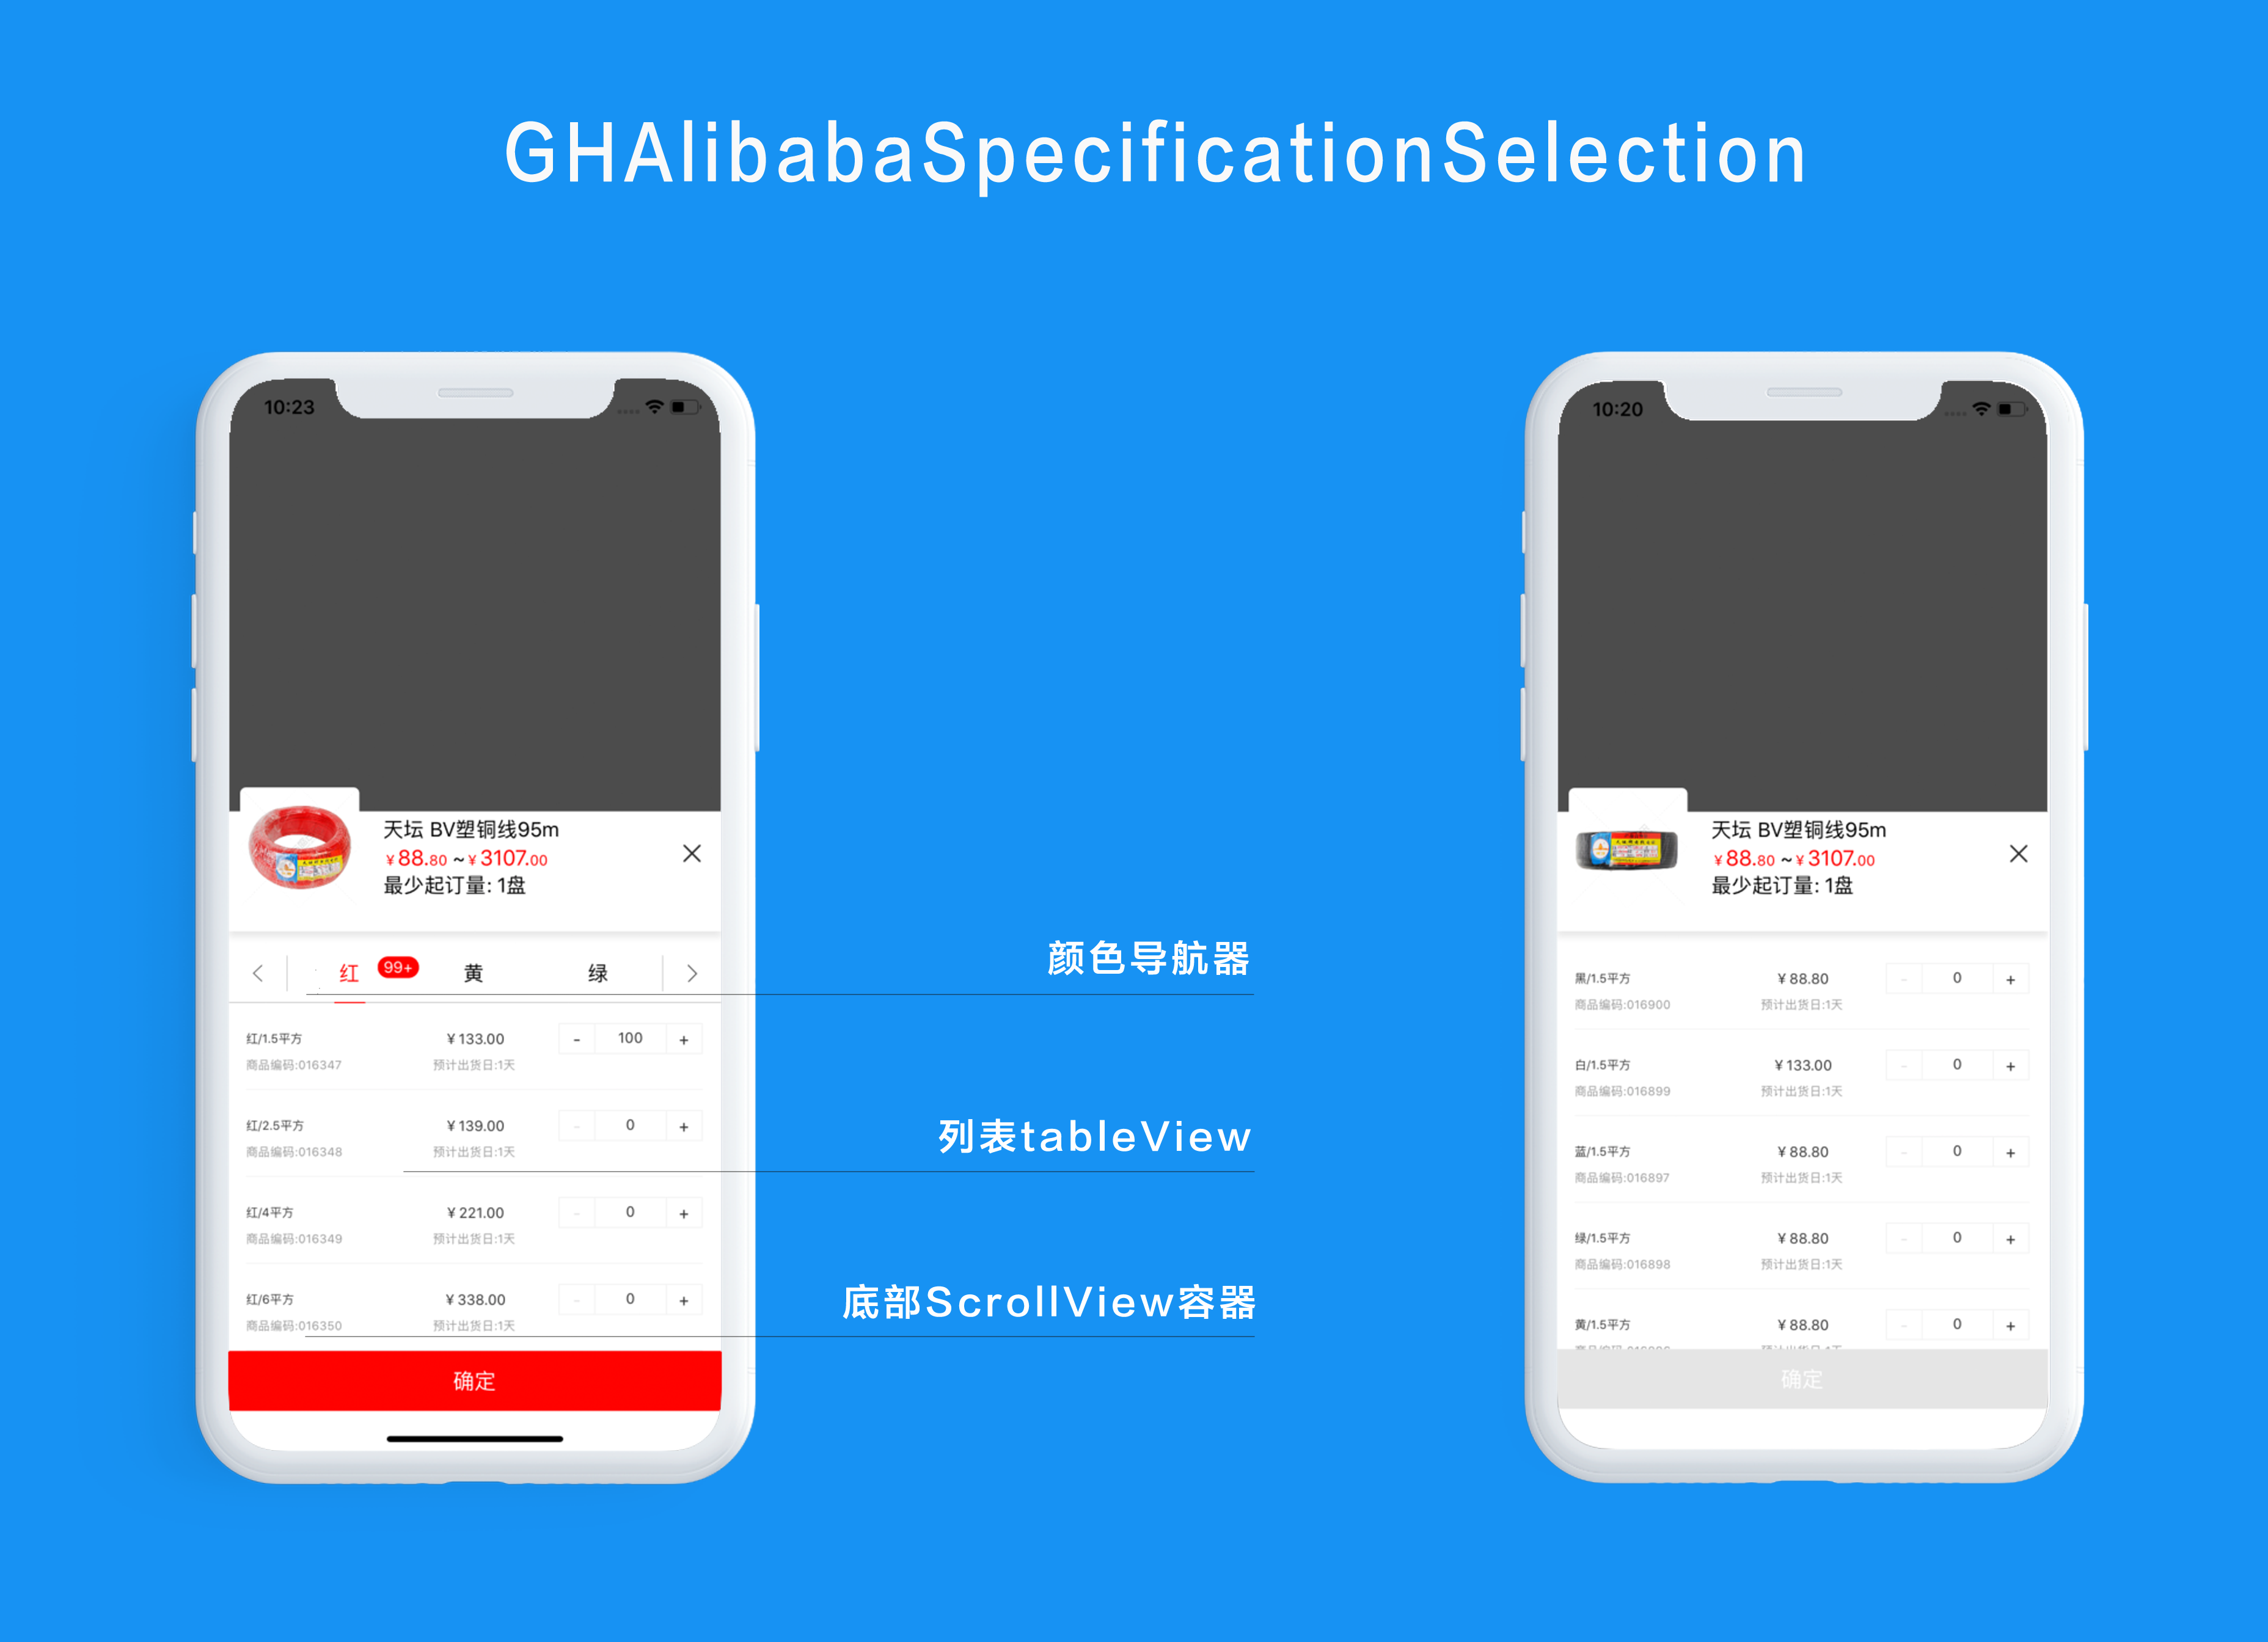 GHAlibabaSpecificationSelection
10:23
天坛 BV塑铜线95m
¥88.80 ~¥3107.00
最少起订量: 1盘
红 99+ 黄 绿
红/1.5平方 ¥133.00 - 100 +
商品编码:016347 预计出货日:1天
红/2.5平方 ¥139.00 - 0 +
商品编码:016348 预计出货日:1天
红/4平方 ¥221.00 - 0 +
商品编码:016349 预计出货日:1天
红/6平方 ¥338.00 - 0 +
商品编码:016350 预计出货日:1天
确定
颜色导航器
列表tableView
底部ScrollView容器
10:20
天坛 BV塑铜线95m
¥88.80 ~¥3107.00
最少起订量: 1盘
黑/1.5平方 ¥88.80 - 0 +
商品编码:016900 预计出货日:1天
白/1.5平方 ¥133.00 - 0 +
商品编码:016899 预计出货日:1天
蓝/1.5平方 ¥88.80 - 0 +
商品编码:016897 预计出货日:1天
绿/1.5平方 ¥88.80 - 0 +
商品编码:016898 预计出货日:1天
黄/1.5平方 ¥88.80 - 0 +
确定